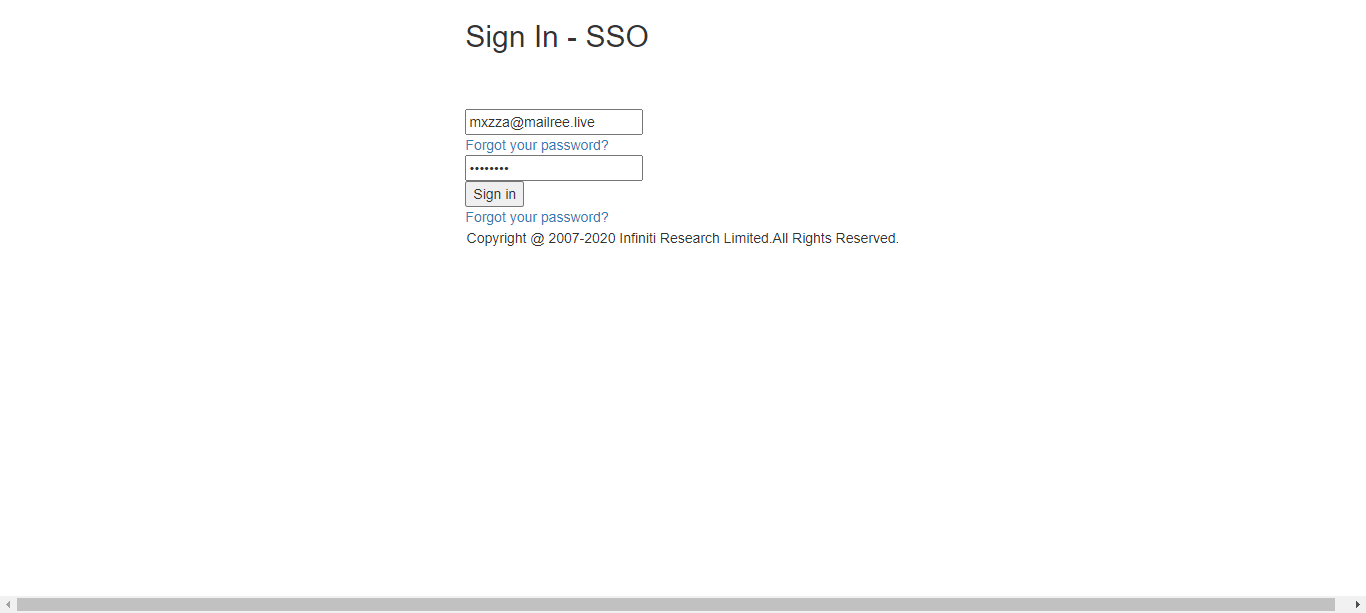 Sign In - SSO
mxzza@mailree.live
Forgot your password?
••••••••
Sign in
Forgot your password?
Copyright @ 2007-2020 Infiniti Research Limited.All Rights Reserved.